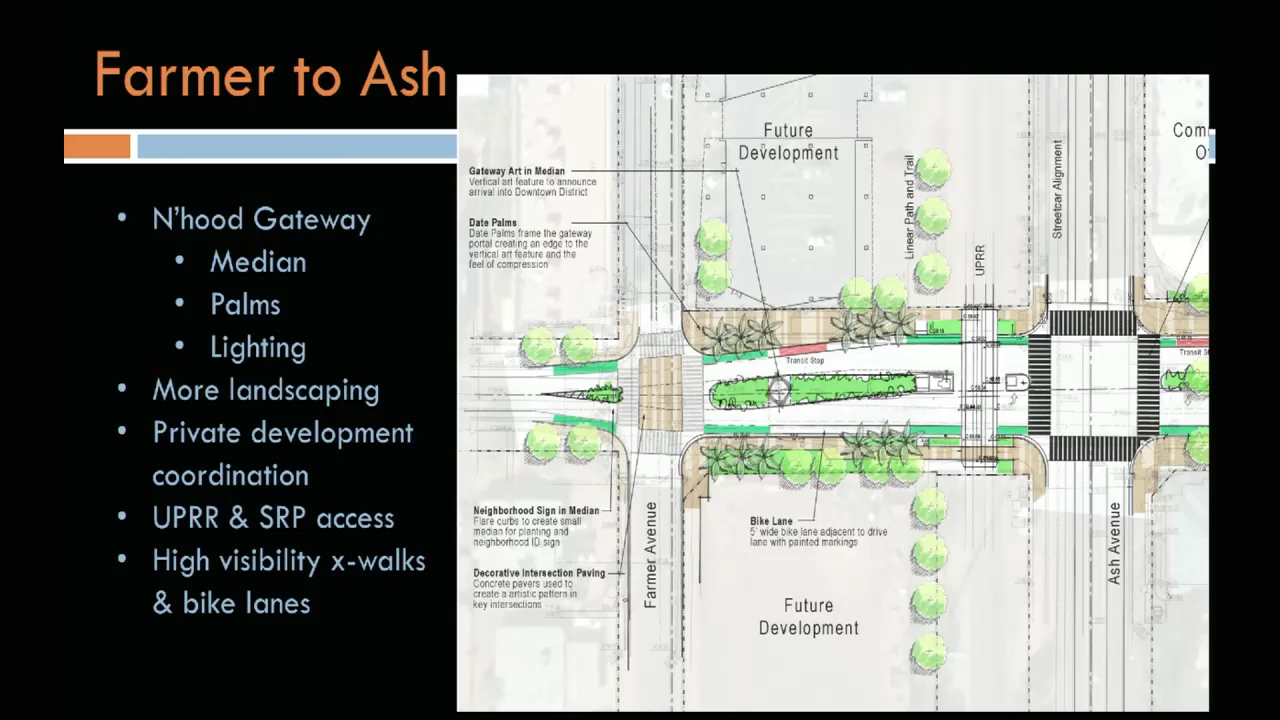 Farmer to Ash
• N'hood Gateway
• Median
• Palms
• Lighting
• More landscaping
• Private development
coordination
• UPRR & SRP access
• High visibility x-walks
& bike lanes
Future
Development
Com
Gateway Art in Median
Vertical art feature to announce
arrival into Downtown District
Date Palms
Date Palms frame the gateway
portal creating an edge to the
vertical art feature and the
feel of compression
Linear Path and Trail
UPRR
Streetcar Alignment
Transit Stop
Transit St
Neighborhood Sign in Median
Flare curbs to create small
median for planting and
neighborhood ID sign
Decorative Intersection Paving
Concrete pavers used to
create a artistic pattern in
key intersections
Farmer Avenue
Bike Lane
5' wide bike lane adjacent to drive
lane with painted markings
Ash Avenue
Future
Development